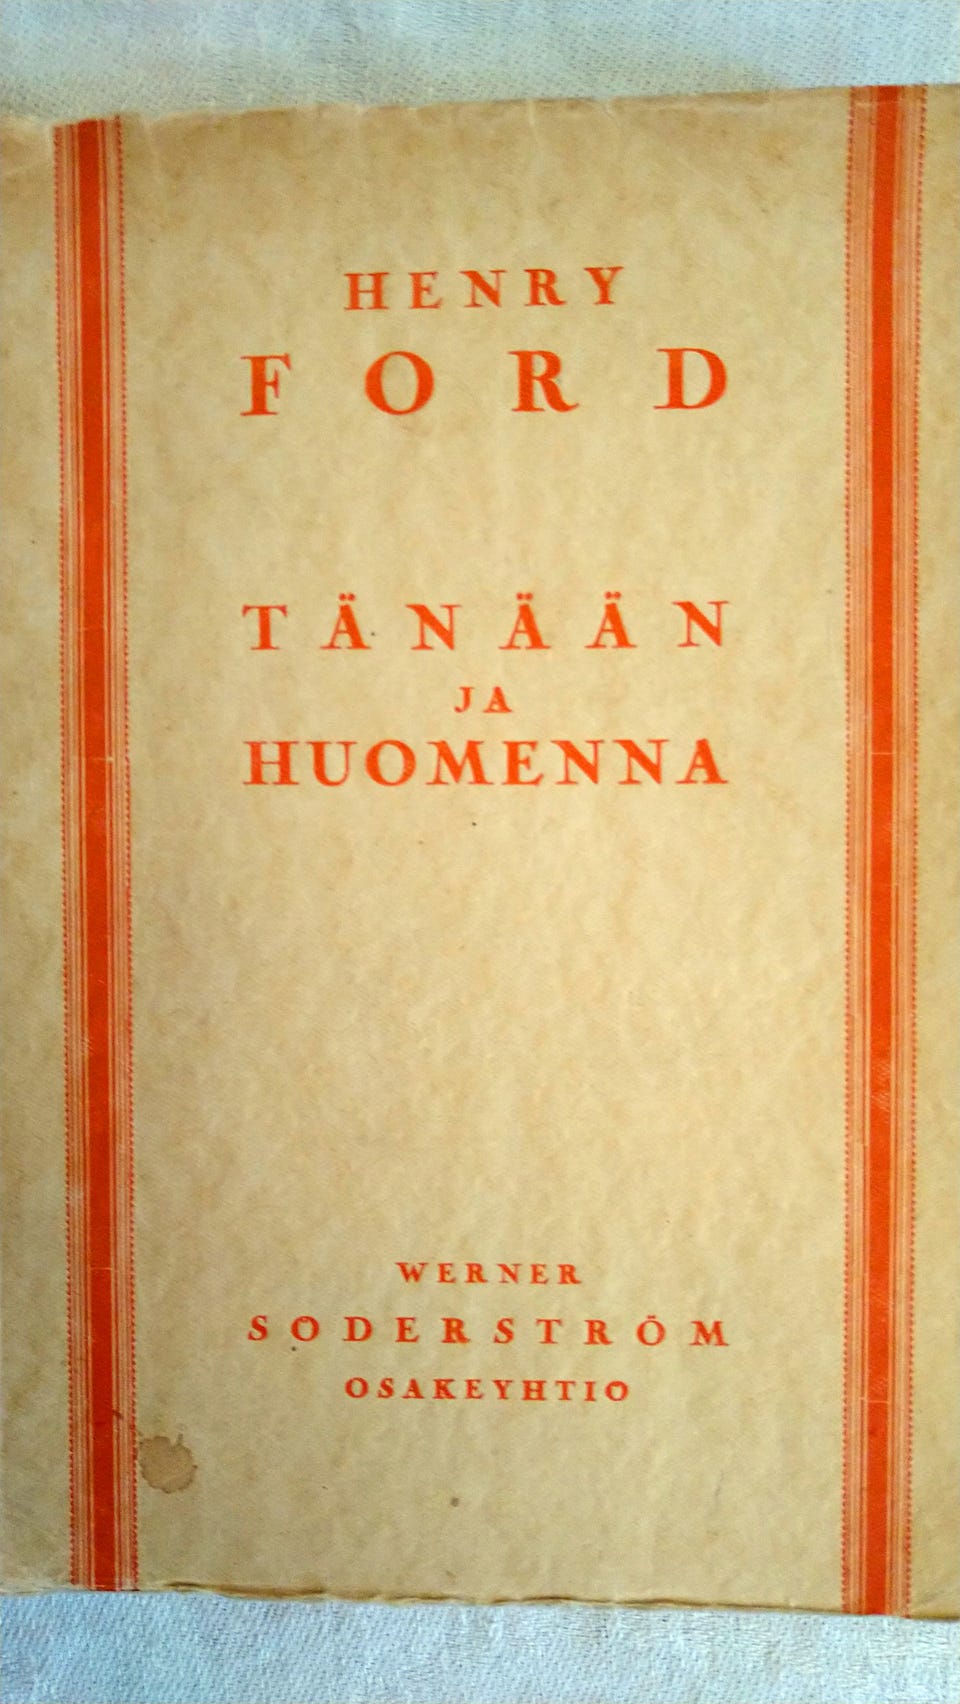 HENRY
FORD
TÄNÄÄN
JA
HUOMENNA
WERNER
SÖDERSTRÖM
OSAKEYHTIÖ